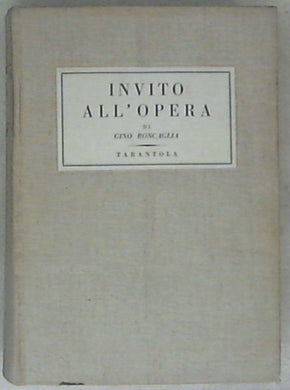 INVITO
ALL'OPERA
DI
GINO RONCAGLIA
TARANTOLA